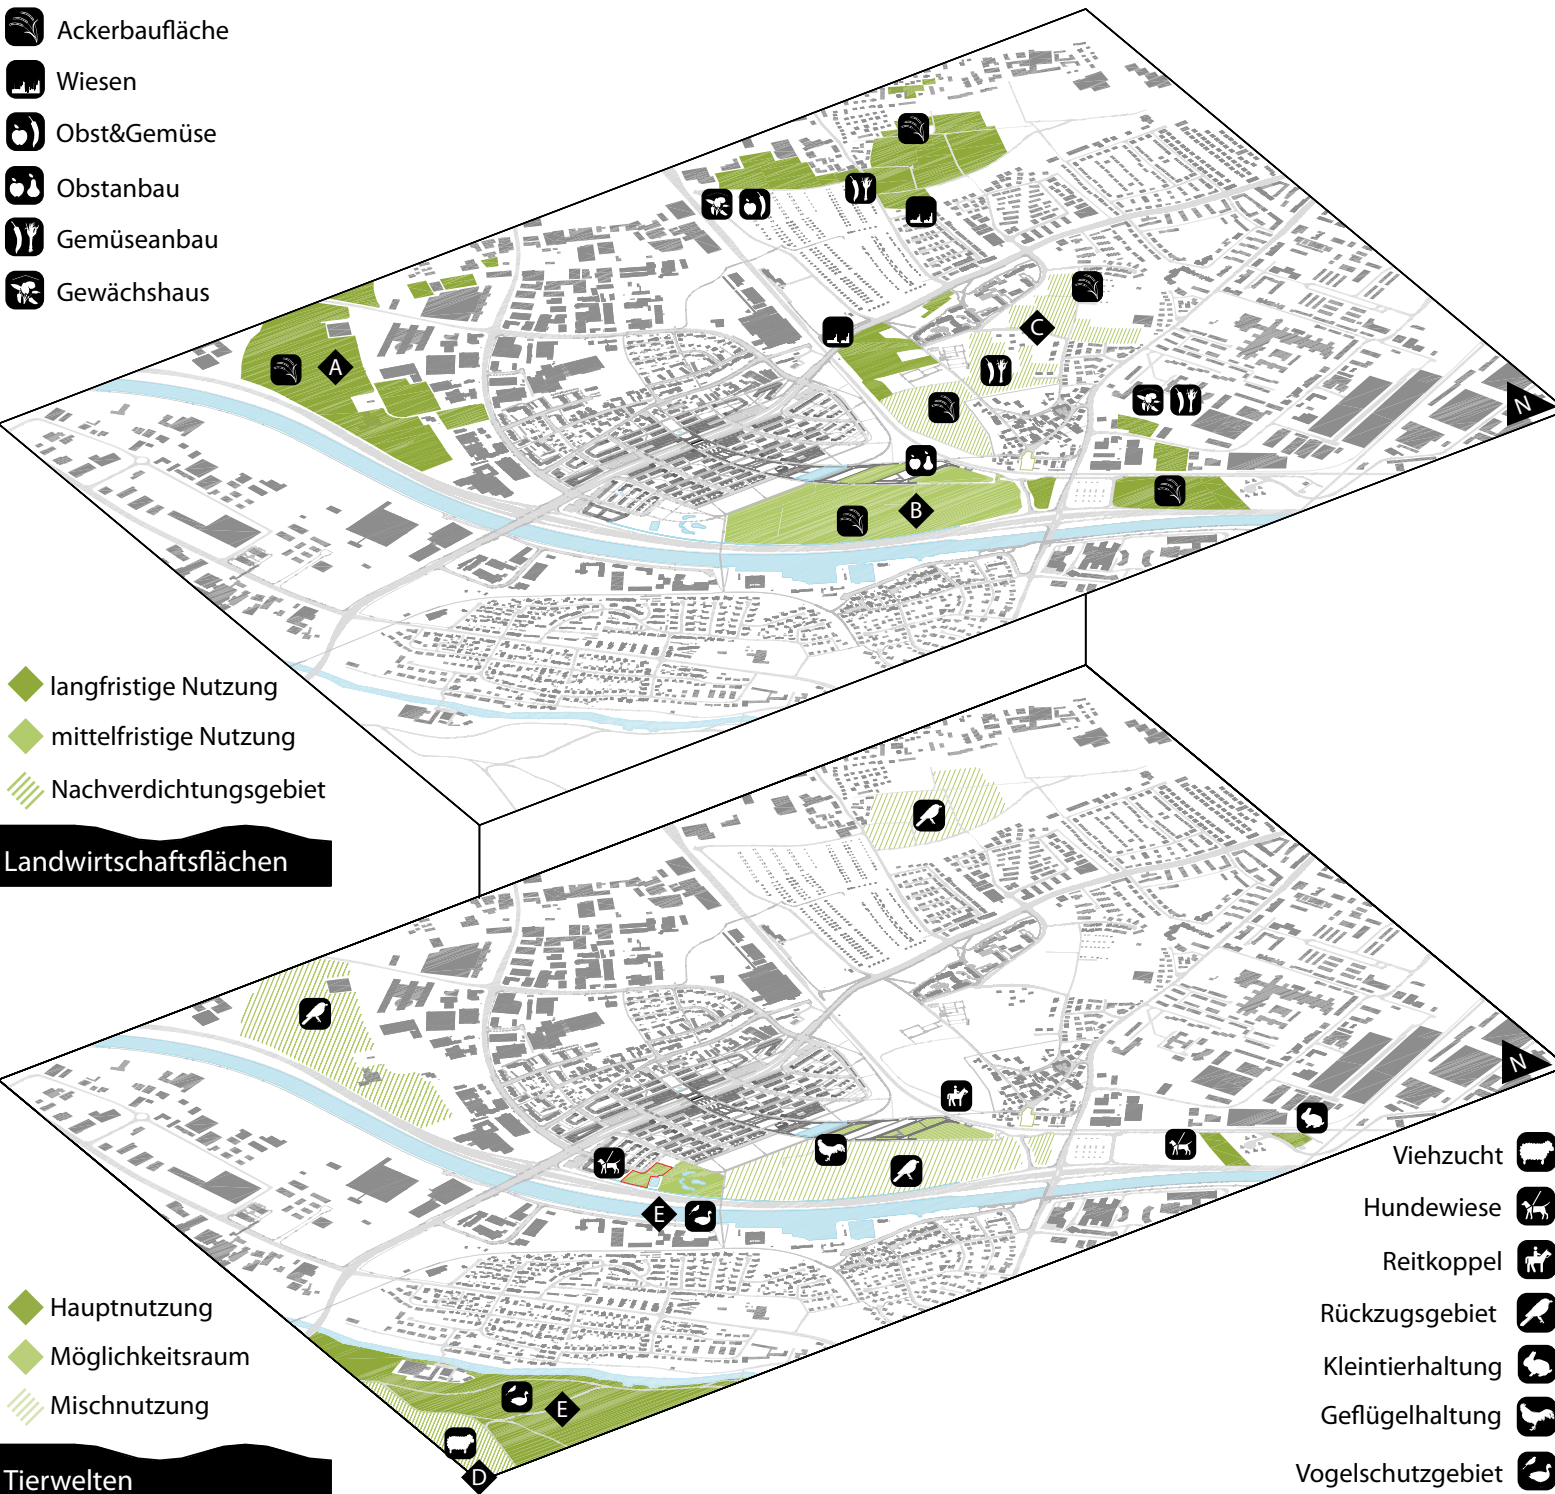 Ackerbaufläche
Wiesen
Obst&Gemüse
Obstanbau
Gemüseanbau
Gewächshaus
A
C
B
N
langfristige Nutzung
mittelfristige Nutzung
Nachverdichtungsgebiet
Landwirtschaftsflächen
N
E
E
D
Hauptnutzung
Möglichkeitsraum
Mischnutzung
Tierwelten
Viehzucht
Hundewiese
Reitkoppel
Rückzugsgebiet
Kleintierhaltung
Geflügelhaltung
Vogelschutzgebiet